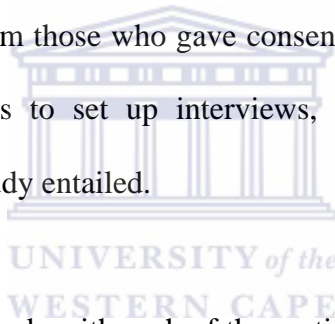 m those who gave consen
s to set up interviews,
dy entailed.
UNIVERSITY of the
WESTERN CAPE
with each of the